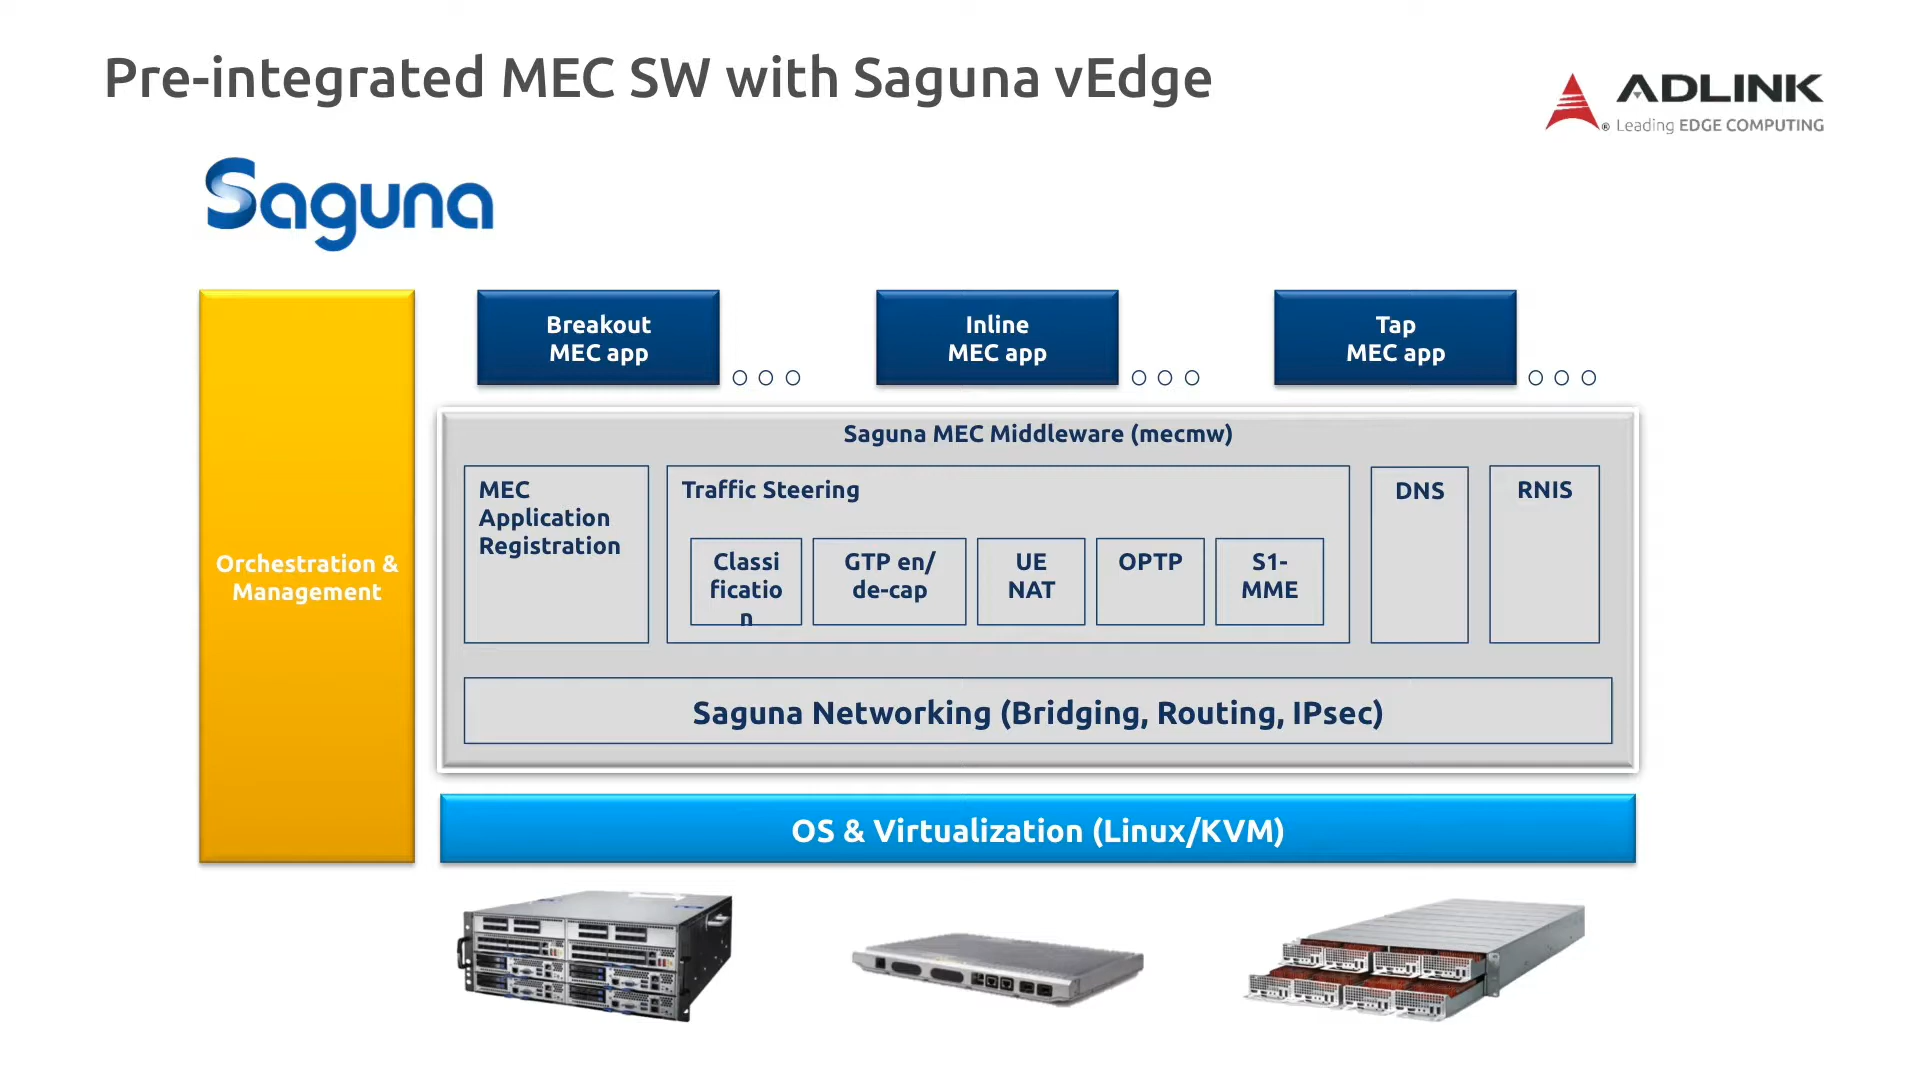 Pre-integrated MEC SW with Saguna vEdge
ADLINK
® Leading EDGE COMPUTING
Saguna
Breakout
MEC app
Inline
MEC app
Tap
MEC app
Orchestration &
Management
Saguna MEC Middleware (mecmw)
MEC
Application
Registration
Traffic Steering
Classi
ficatio
n
GTP en/
de-cap
UE
NAT
OPTP
S1-
MME
DNS
RNIS
Saguna Networking (Bridging, Routing, IPsec)
OS & Virtualization (Linux/KVM)